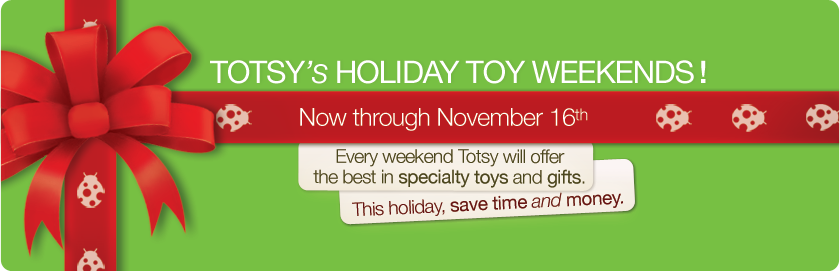 TOTSY's HOLIDAY TOY WEEKENDS!
Now through November 16th
Every weekend Totsy will offer
the best in specialty toys and gifts.
This holiday, save time and money.